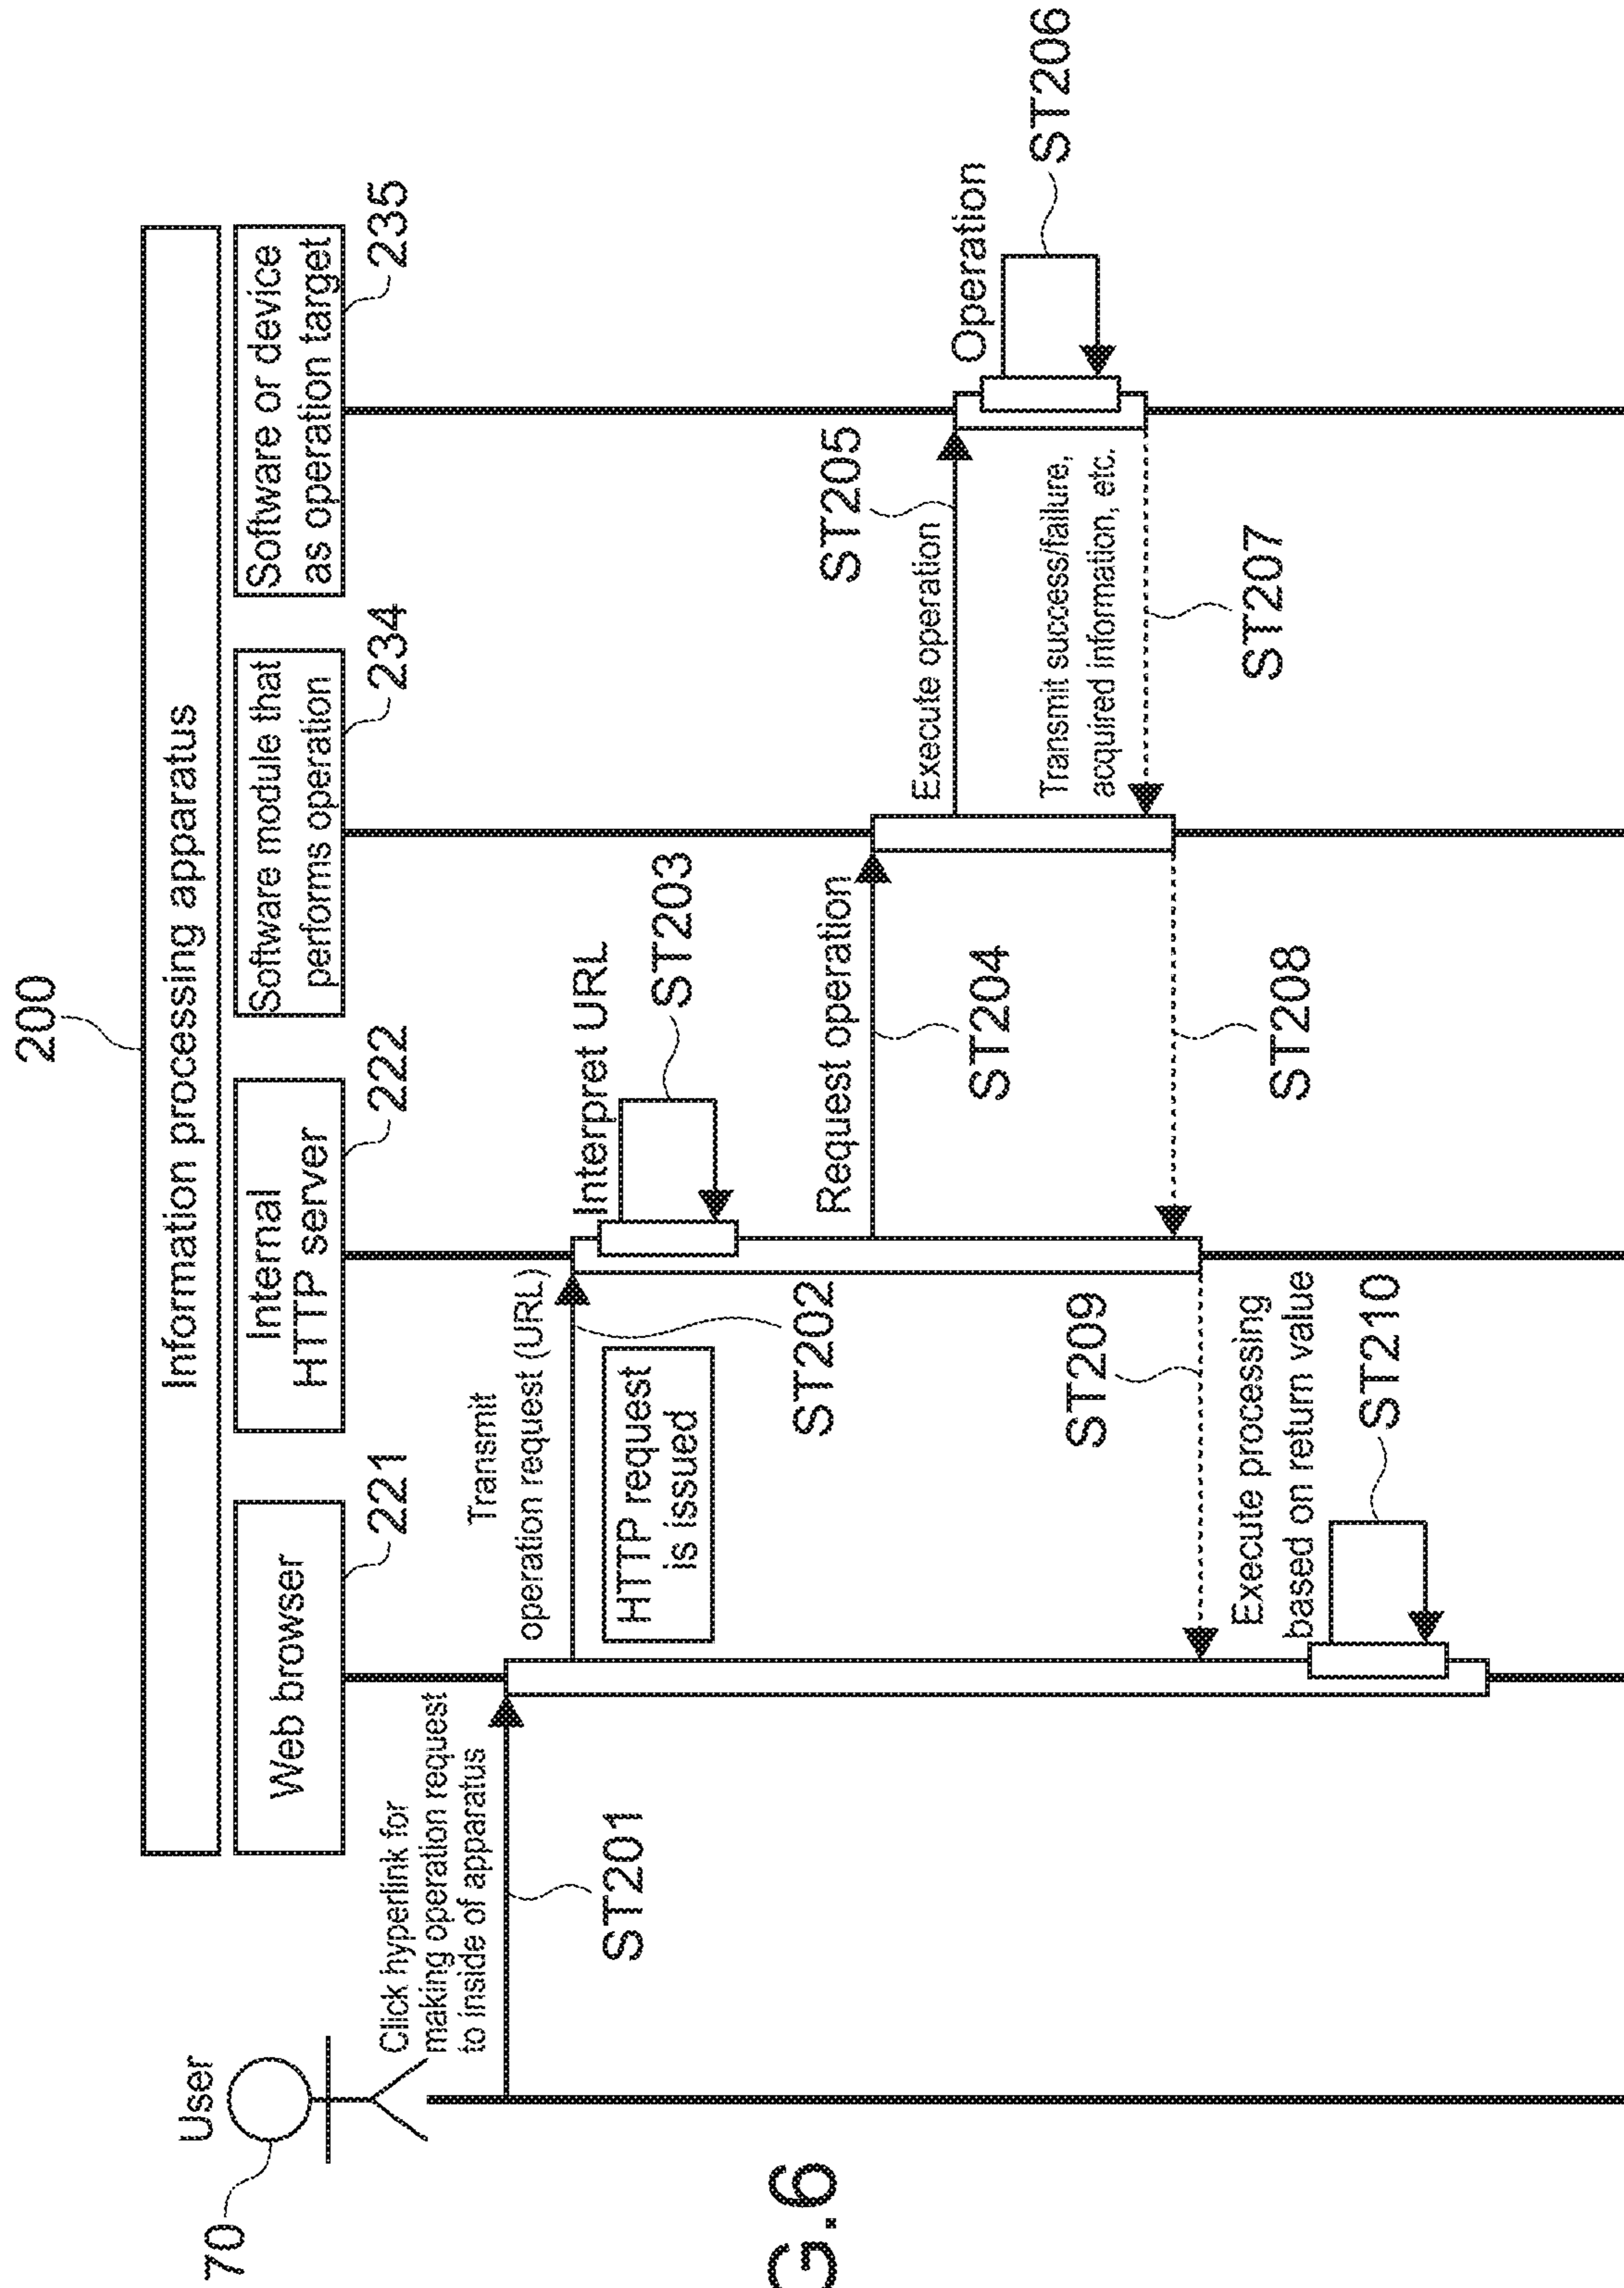 200
Information processing apparatus
User
70
Web browser
221
Internal
HTTP server
222
Software module that
performs operation
234
Software or device
as operation target
235
Click hyperlink for
making operation request
to inside of apparatus
ST201
Transmit
operation request (URL)
HTTP request
is issued
ST202
Interpret URL
ST203
Request operation
ST204
Execute operation
ST205
Operation
ST206
Transmit success/failure,
acquired information, etc.
ST207
ST208
ST209
Execute processing
based on return value
ST210
G.6